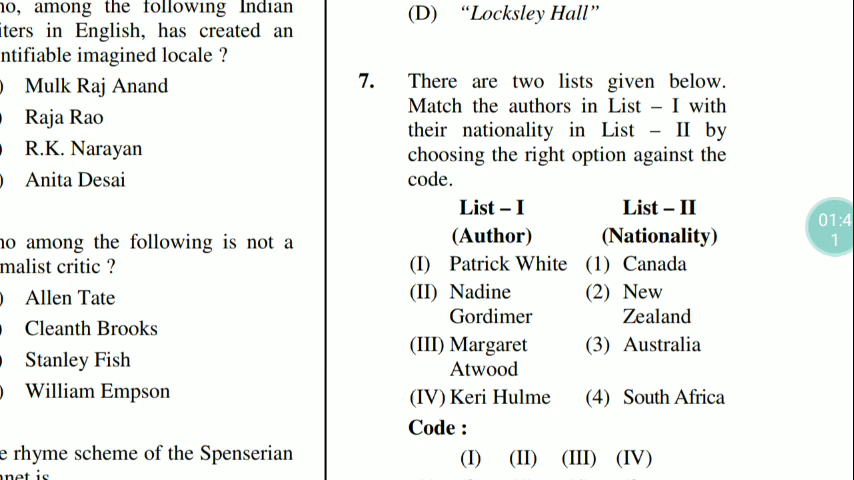 no, among the following Indian
iters in English, has created an
ntifiable imagined locale ?
) Mulk Raj Anand
) Raja Rao
) R.K. Narayan
) Anita Desai
no among the following is not a
malist critic ?
) Allen Tate
) Cleanth Brooks
) Stanley Fish
) William Empson
e rhyme scheme of the Spenserian
(D) “Locksley Hall”
7. There are two lists given below.
Match the authors in List – I with
their nationality in List – II by
choosing the right option against the
code.
List – I List – II
(Author) (Nationality)
(I) Patrick White (1) Canada
(II) Nadine (2) New
Gordimer Zealand
(III) Margaret (3) Australia
Atwood
(IV) Keri Hulme (4) South Africa
Code :
(I) (II) (III) (IV)
01:4
1